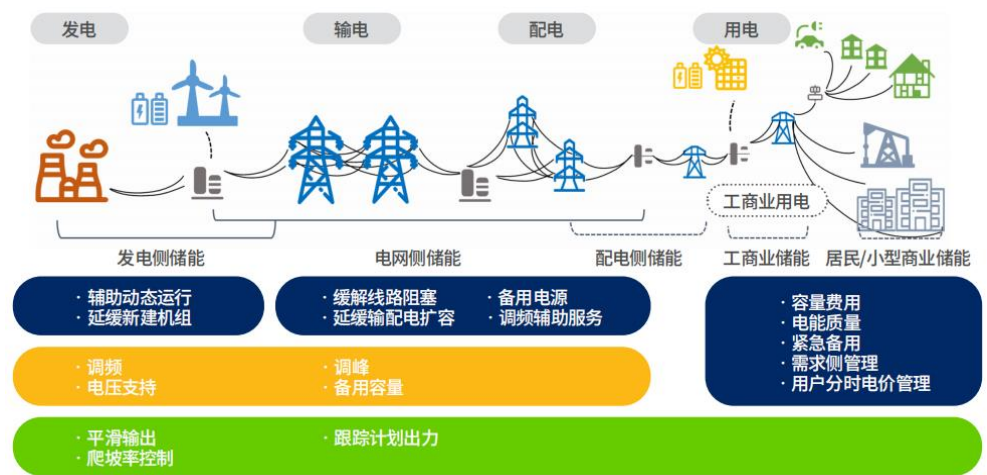 发电
输电
配电
用电
工商业用电
发电侧储能
电网侧储能
配电侧储能
工商业储能
居民/小型商业储能
· 辅助动态运行
· 延缓新建机组
· 缓解线路阻塞
· 延缓输配电扩容
· 备用电源
· 调频辅助服务
· 容量费用
· 电能质量
· 紧急备用
· 需求侧管理
· 用户分时电价管理
· 调频
· 电压支持
· 调峰
· 备用容量
· 平滑输出
· 爬坡率控制
· 跟踪计划出力